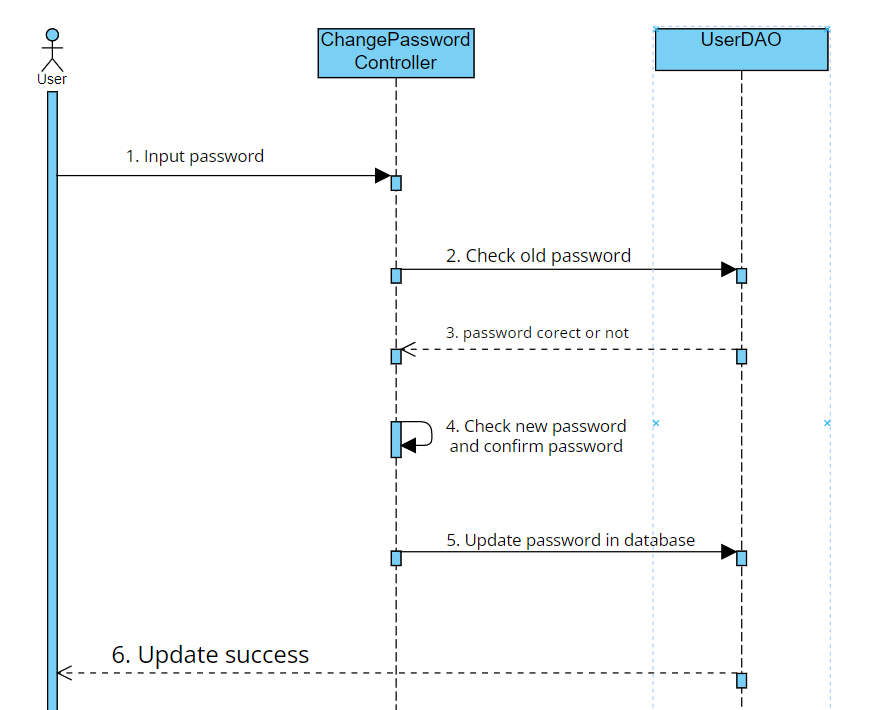 ChangePassword
Controller
UserDAO
User
1. Input password
2. Check old password
3. password corect or not
4. Check new password
and confirm password
5. Update password in database
6. Update success